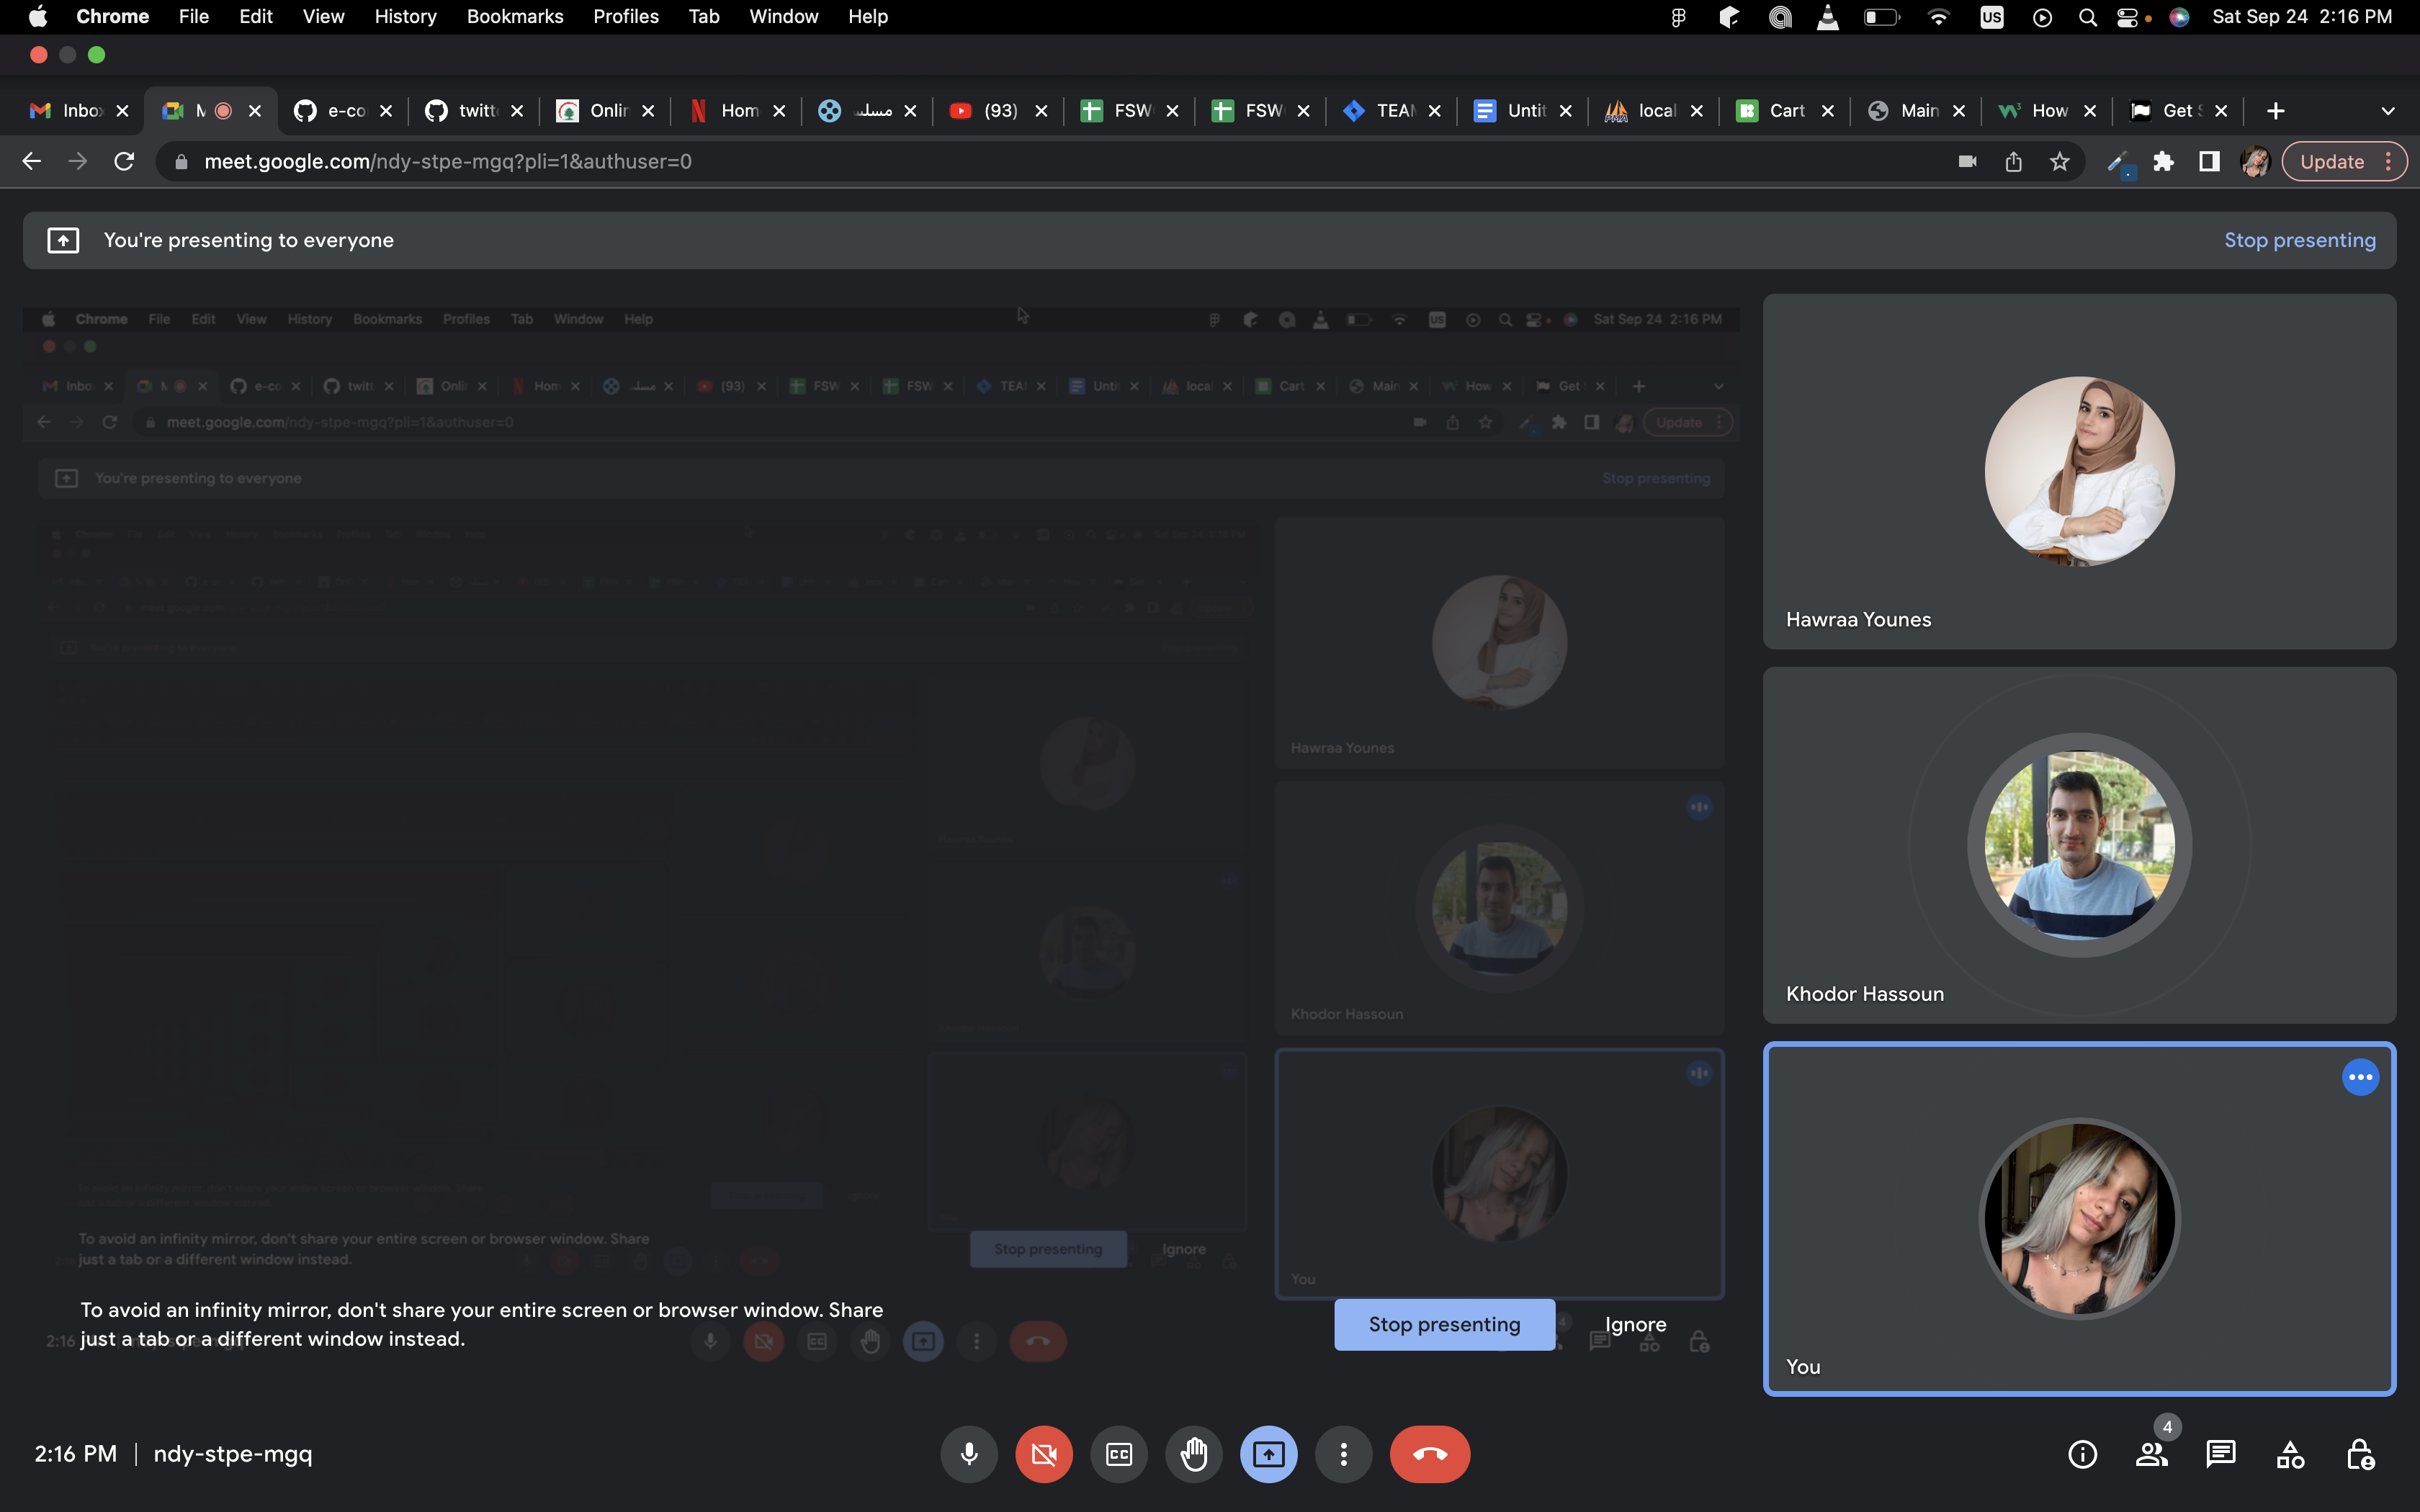 Chrome File Edit View History Bookmarks Profiles Tab Window Help US Sat Sep 24 2:16 PM
Inbo M e-co twitt Onlin Hom مسلس (93) FSW FSW TEAM Untit local Cart Main How Get S
meet.google.com/ndy-stpe-mgq?pli=1&authuser=0 Update
You're presenting to everyone Stop presenting
Chrome File Edit View History Bookmarks Profiles Tab Window Help US Sat Sep 24 2:16 PM
Inbo M e-co twitt Onlin Hom (93) FSW FSW TEA Untit local Cart Main How Get
meet.google.com/ndy-stpe-mgq?pli=1&authuser=0 Update
You're presenting to everyone Stop presenting
Hawraa Younes
Khodor Hassoun
You
To avoid an infinity mirror, don't share your entire screen or browser window. Share
just a tab or a different window instead.
Stop presenting Ignore
To avoid an infinity mirror, don't share your entire screen or browser window. Share
just a tab or a different window instead.
Stop presenting Ignore
Hawraa Younes
Khodor Hassoun
You
2:16 PM | ndy-stpe-mgq
CC
4